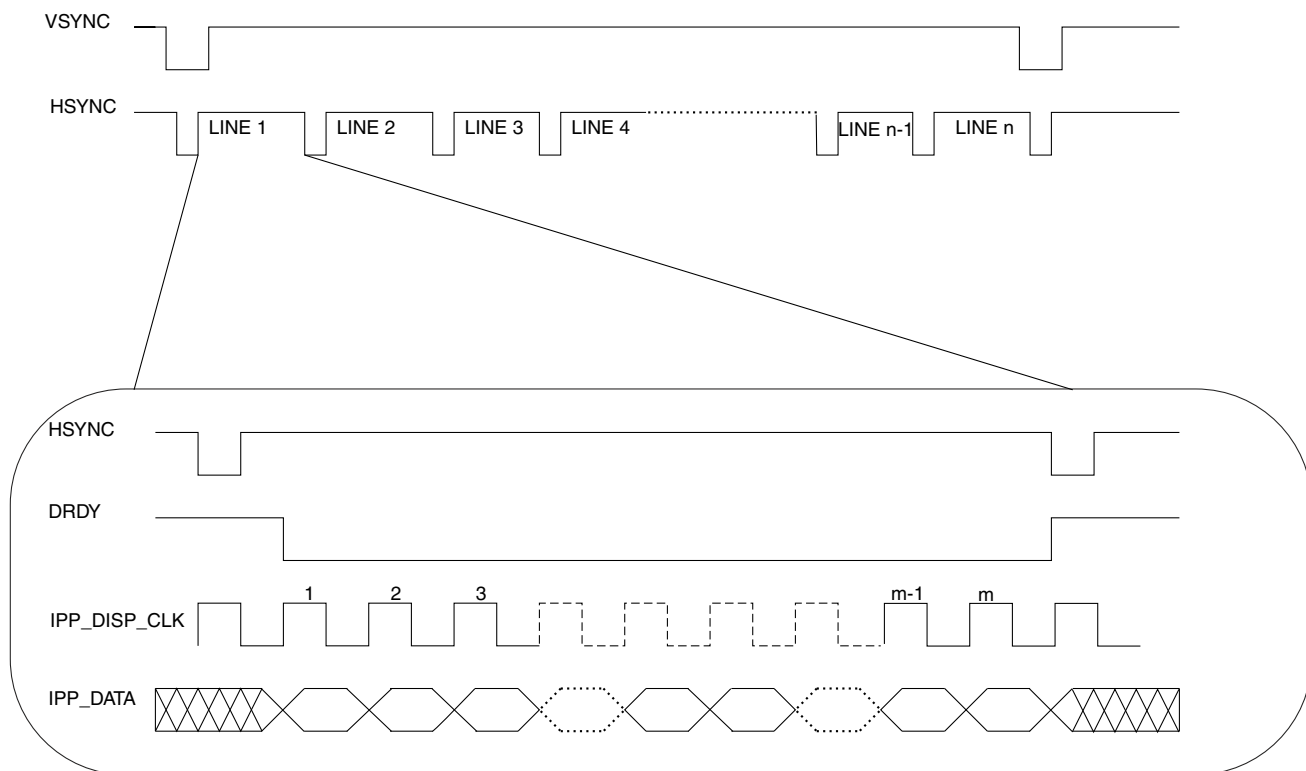 VSYNC
HSYNC
LINE 1 LINE 2 LINE 3 LINE 4 LINE n-1 LINE n
HSYNC
DRDY
1 2 3 m-1 m
IPP_DISP_CLK
IPP_DATA